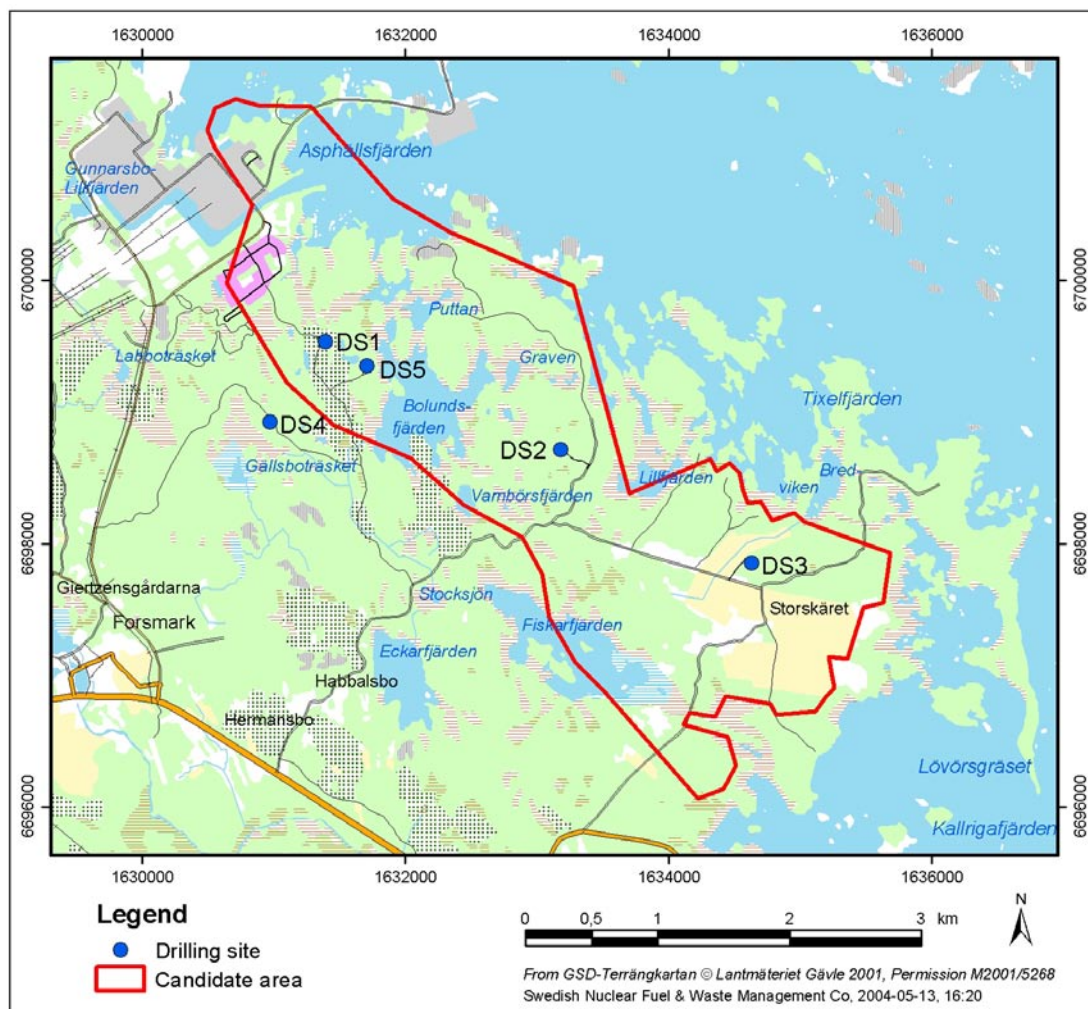 1630000
1632000
1634000
1636000
Asphällsfjärden
Gunnarsbo-
Lillfjärden
6700000
6700000
Puttan
DS1
Labboträsket
DS5
Graven
Tixelfjärden
Bolunds-
fjärden
DS4
DS2
Gällsboträsket
Lillfjärden
Bred-
viken
Vambörsfjärden
6698000
6698000
DS3
Giertzensgårdarna
Stocksjön
Storskäret
Forsmark
Fiskarfjärden
Eckarfjärden
Habbalsbo
Hermansbo
Lövörsgräset
6696000
6696000
Kallrigafjärden
1630000
1632000
1634000
1636000
Legend
Drilling site
Candidate area
0 0,5 1 2 3 km
N
From GSD-Terrängkartan © Lantmäteriet Gävle 2001, Permission M2001/5268
Swedish Nuclear Fuel & Waste Management Co, 2004-05-13, 16:20